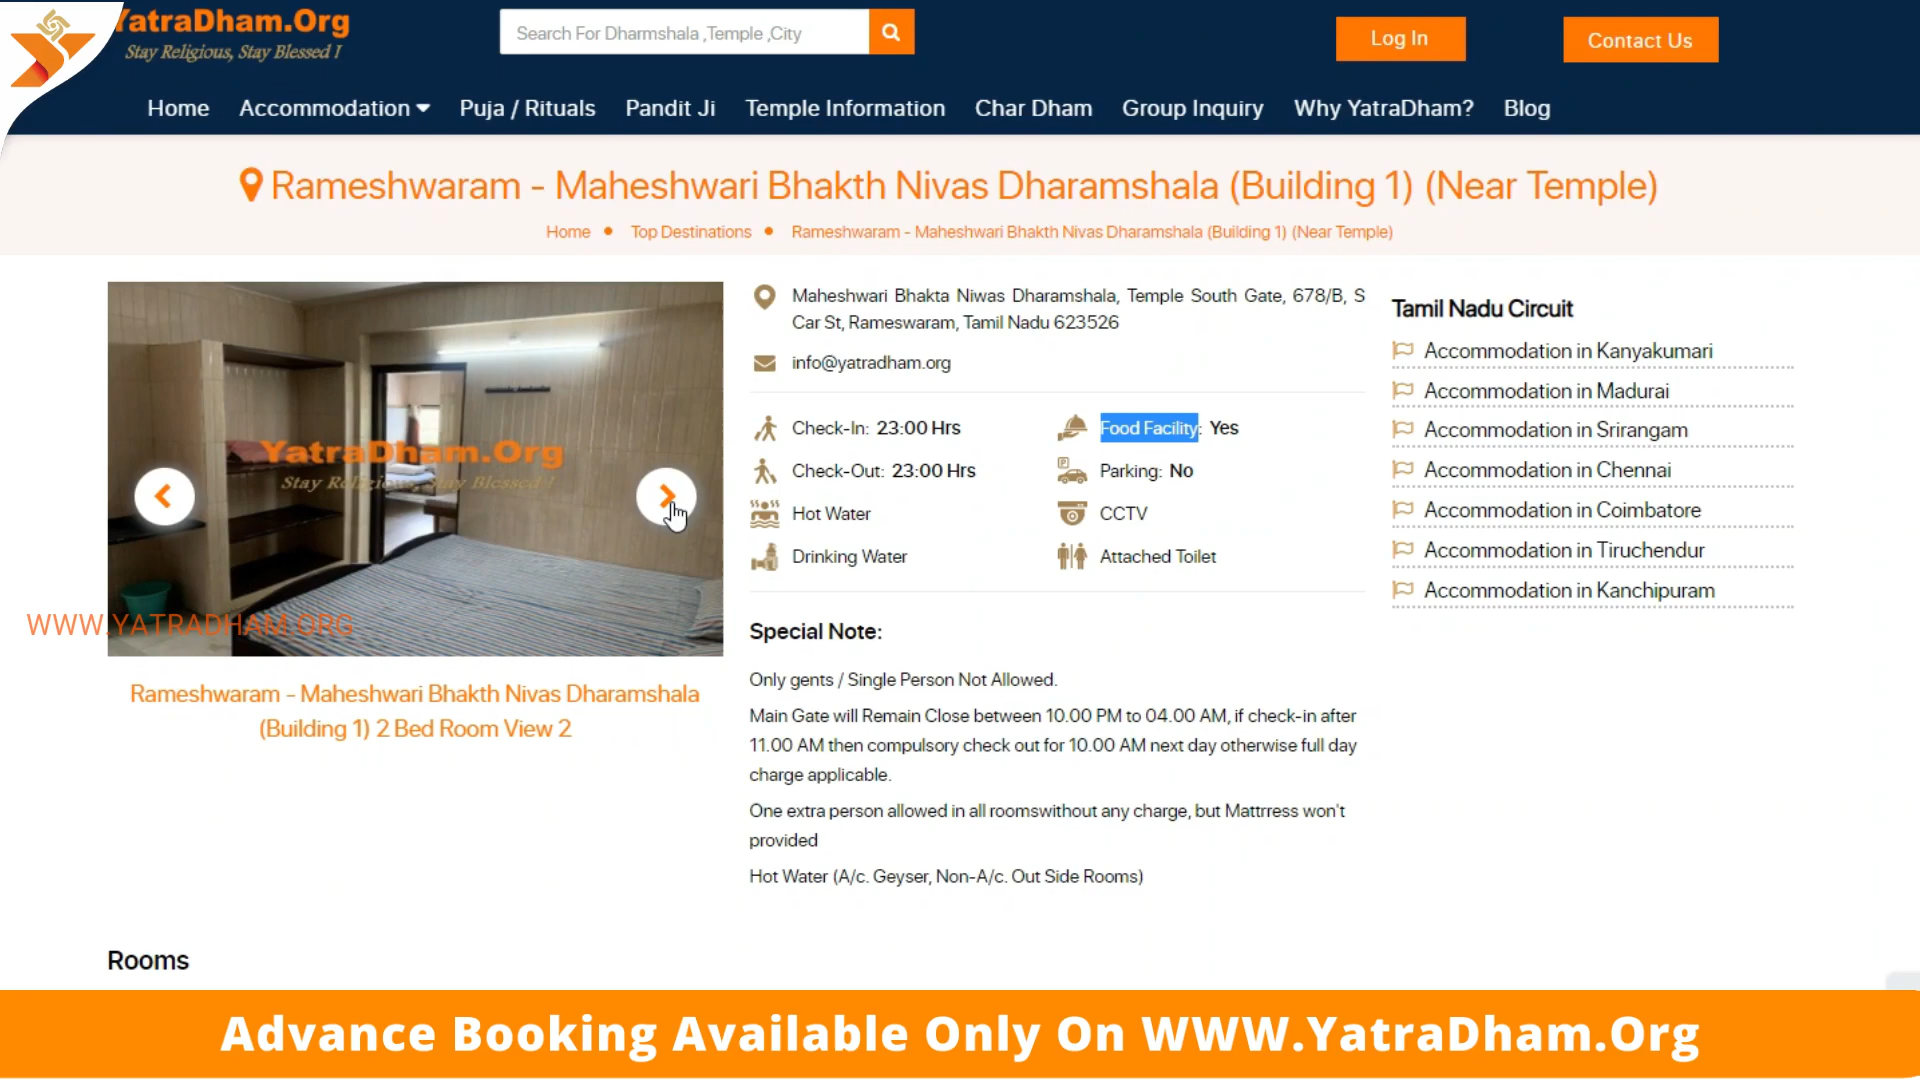 YatraDham.Org
Stay Religious, Stay Blessed !
Search For Dharmshala ,Temple ,City
Log In
Contact Us
Home Accommodation Puja / Rituals Pandit Ji Temple Information Char Dham Group Inquiry Why YatraDham? Blog
Rameshwaram - Maheshwari Bhakth Nivas Dharamshala (Building 1) (Near Temple)
Home • Top Destinations • Rameshwaram - Maheshwari Bhakth Nivas Dharamshala (Building 1) (Near Temple)
YatraDham.Org
Stay Religious, Stay Blessed !
WWW.YATRADHAM.ORG
Rameshwaram - Maheshwari Bhakth Nivas Dharamshala
(Building 1) 2 Bed Room View 2
Maheshwari Bhakta Niwas Dharamshala, Temple South Gate, 678/B, S
Car St, Rameswaram, Tamil Nadu 623526
info@yatradham.org
Check-In: 23:00 Hrs
Food Facility: Yes
Check-Out: 23:00 Hrs
Parking: No
Hot Water
CCTV
Drinking Water
Attached Toilet
Special Note:
Only gents / Single Person Not Allowed.
Main Gate will Remain Close between 10.00 PM to 04.00 AM, if check-in after
11.00 AM then compulsory check out for 10.00 AM next day otherwise full day
charge applicable.
One extra person allowed in all roomswithout any charge, but Mattrress won't
provided
Hot Water (A/c. Geyser, Non-A/c. Out Side Rooms)
Tamil Nadu Circuit
Accommodation in Kanyakumari
Accommodation in Madurai
Accommodation in Srirangam
Accommodation in Chennai
Accommodation in Coimbatore
Accommodation in Tiruchendur
Accommodation in Kanchipuram
Rooms
Advance Booking Available Only On WWW.YatraDham.Org